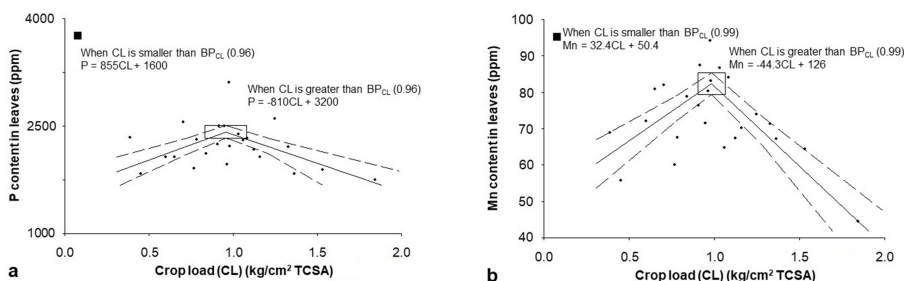 4000
2500
1000
P content in leaves (ppm)
When CL is smaller than BPCL (0.96)
P = 855CL + 1600
When CL is greater than BPCL (0.96)
P = -810CL + 3200
0.0 0.5 1.0 1.5 2.0
Crop load (CL) (kg/cm² TCSA)
a
100
90
80
70
60
50
40
Mn content in leaves (ppm)
When CL is smaller than BPCL (0.99)
Mn = 32.4CL + 50.4
When CL is greater than BPCL (0.99)
Mn = -44.3CL + 126
0.0 0.5 1.0 1.5 2.0
Crop load (CL) (kg/cm² TCSA)
b